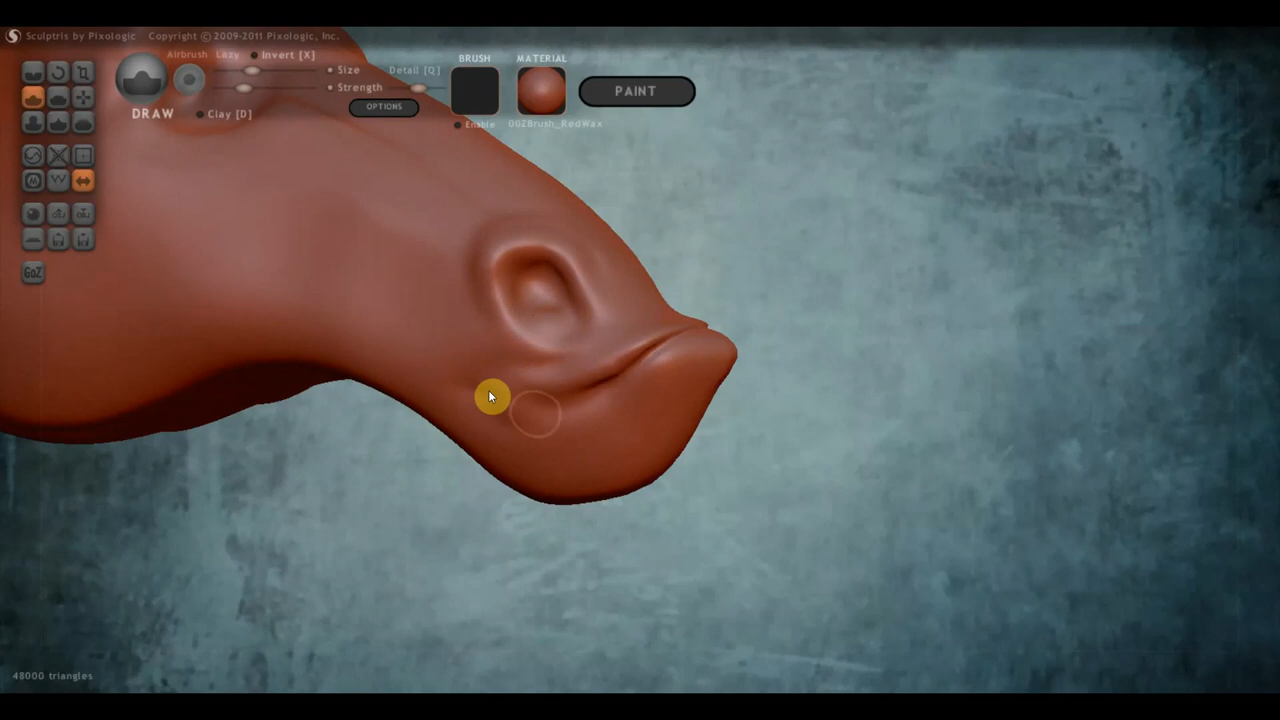 Sculptris by Pixologic Copyright © 2009-2011 Pixologic, Inc.
Airbrush Lazy Invert [X]
BRUSH MATERIAL
Size Detail [Q]
Strength
PAINT
OPTIONS
DRAW Clay [D]
Enable 00ZBrush_RedWax
GoZ
48000 triangles